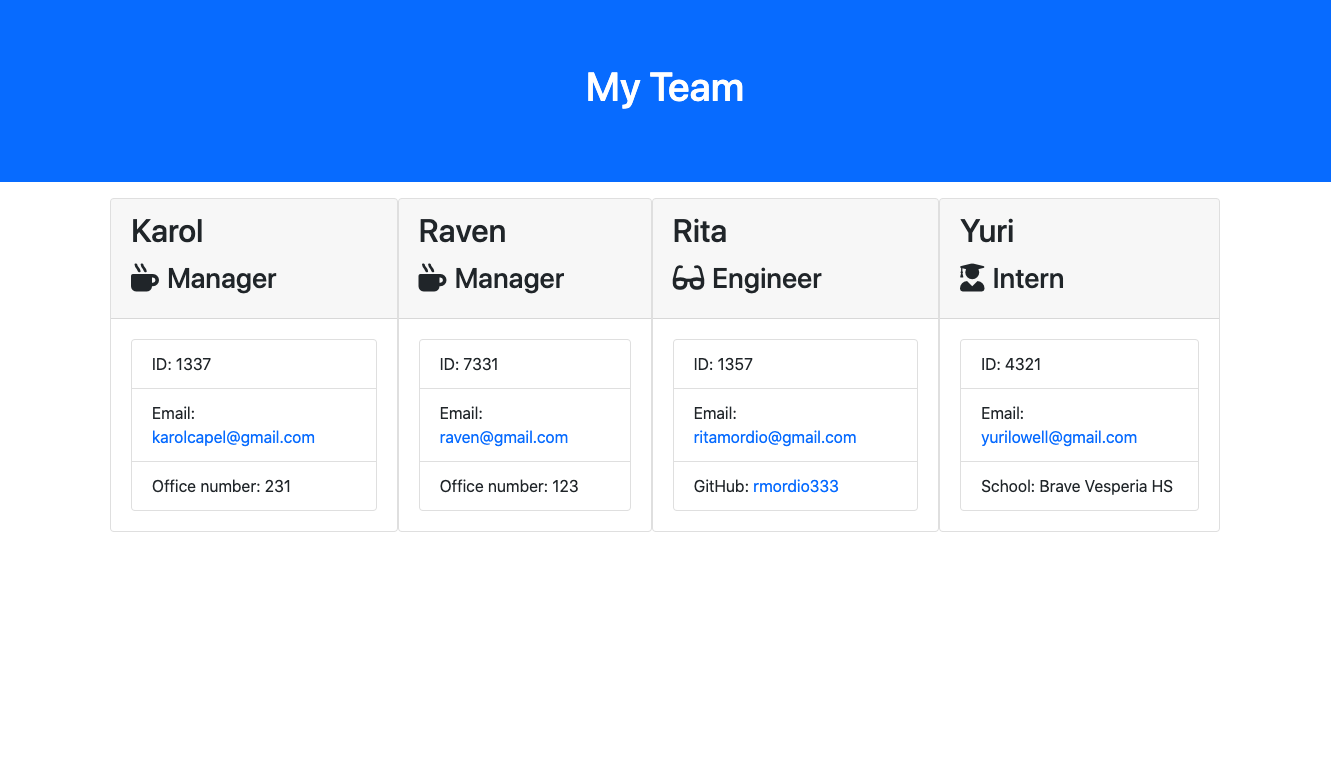 My Team
Karol
Manager
ID: 1337
Email:
karolcapel@gmail.com
Office number: 231
Raven
Manager
ID: 7331
Email:
raven@gmail.com
Office number: 123
Rita
Engineer
ID: 1357
Email:
ritamordio@gmail.com
GitHub: rmordio333
Yuri
Intern
ID: 4321
Email:
yurilowell@gmail.com
School: Brave Vesperia HS